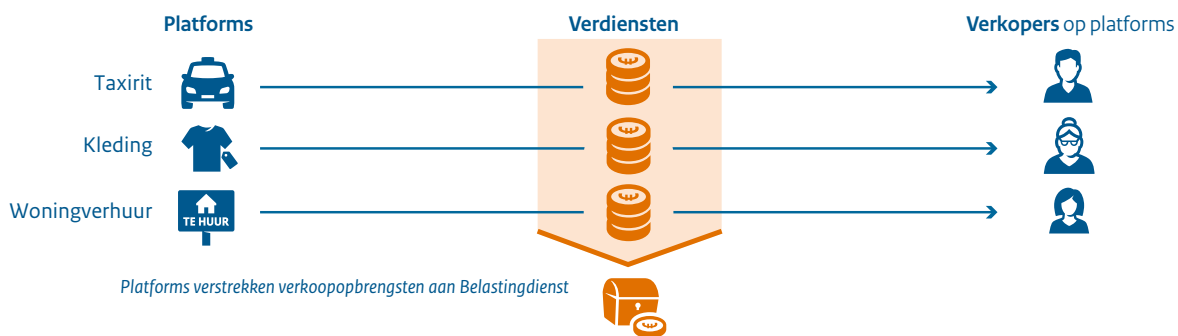 Platforms
Verdiensten
Verkopers op platforms
Taxirit
Kleding
Woningverhuur
TE HUUR
Platforms verstrekken verkoopopbrengsten aan Belastingdienst